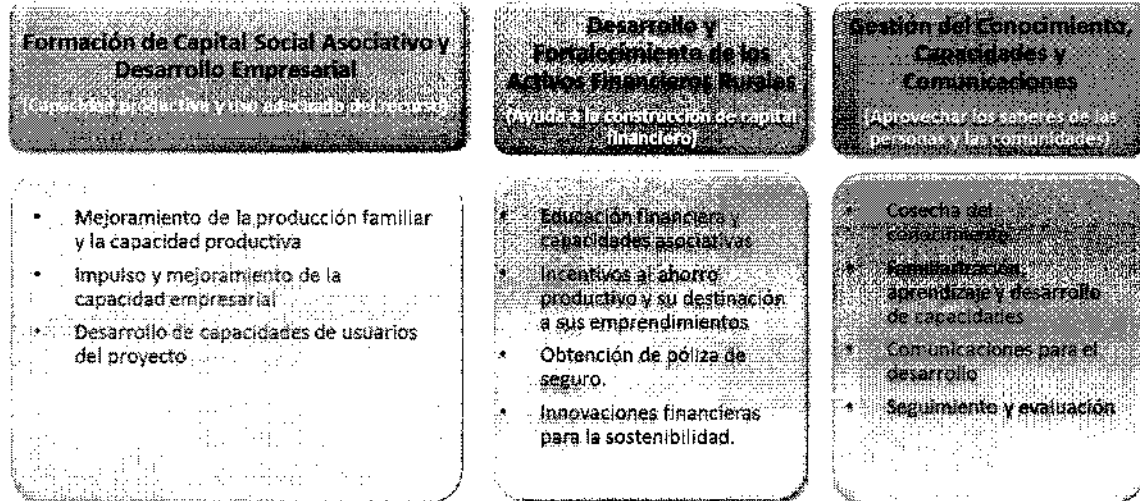 Formación de Capital Social Asociativo y
Desarrollo Empresarial
(Capacidad productiva y uso adecuado del recurso)
• Mejoramiento de la producción familiar
y la capacidad productiva
• Impulso y mejoramiento de la
capacidad empresarial
• Desarrollo de capacidades de usuarios
del proyecto
Desarrollo y
Fortalecimiento de los
Activos Financieros Rurales
(Ayuda a la construcción de capital
financiero)
• Educación financiera y
capacidades asociativas
• Incentivos al ahorro
productivo y su destinación
a sus emprendimientos
• Obtención de póliza de
seguro.
• Innovaciones financieras
para la sostenibilidad.
Gestión del Conocimiento,
Capacidades y
Comunicaciones
(Aprovechar los saberes de las
personas y las comunidades)
• Cosecha del
conocimiento
• Familiarización,
aprendizaje y desarrollo
de capacidades
• Comunicaciones para el
desarrollo
• Seguimiento y evaluación